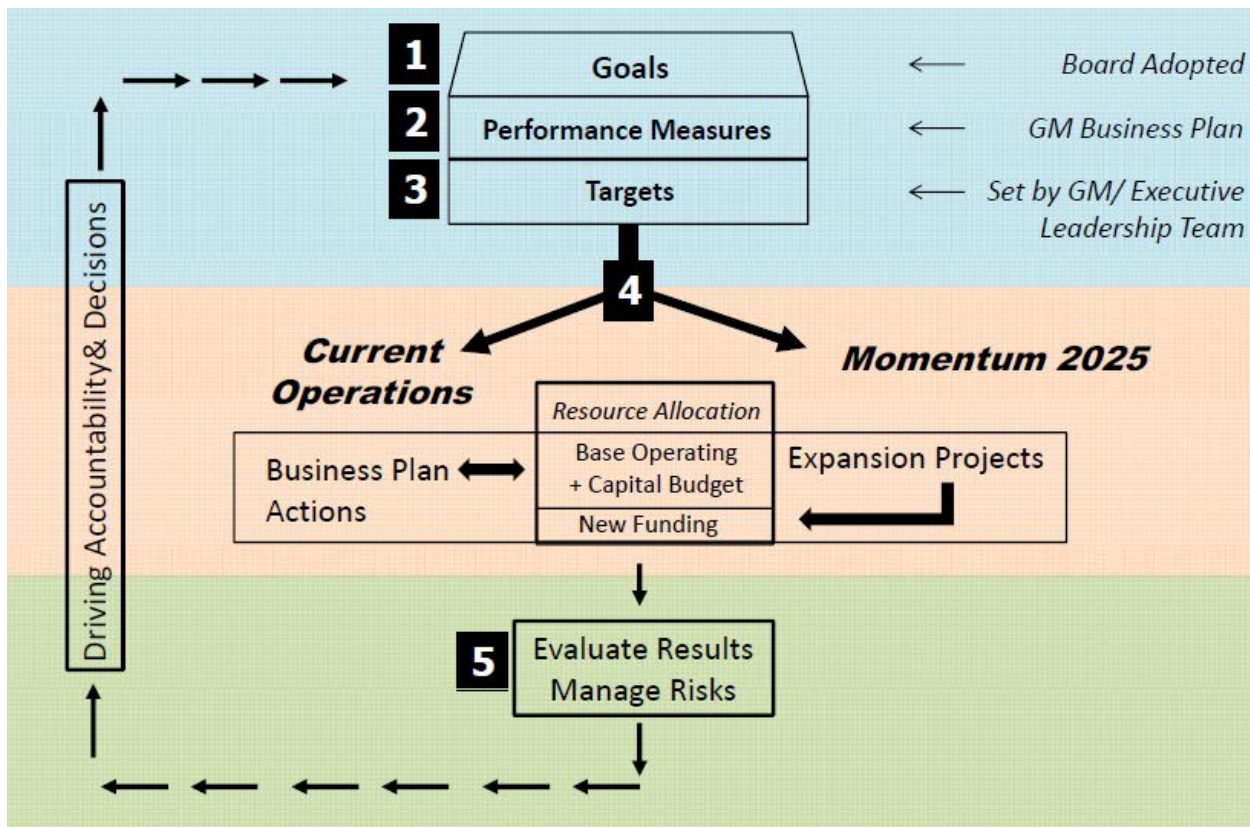 1
Goals
Board Adopted
2
Performance Measures
GM Business Plan
3
Targets
Set by GM/ Executive
Leadership Team
4
Current
Operations
Momentum 2025
Resource Allocation
Business Plan
Actions
Base Operating
+ Capital Budget
New Funding
Expansion Projects
Driving Accountability& Decisions
5
Evaluate Results
Manage Risks